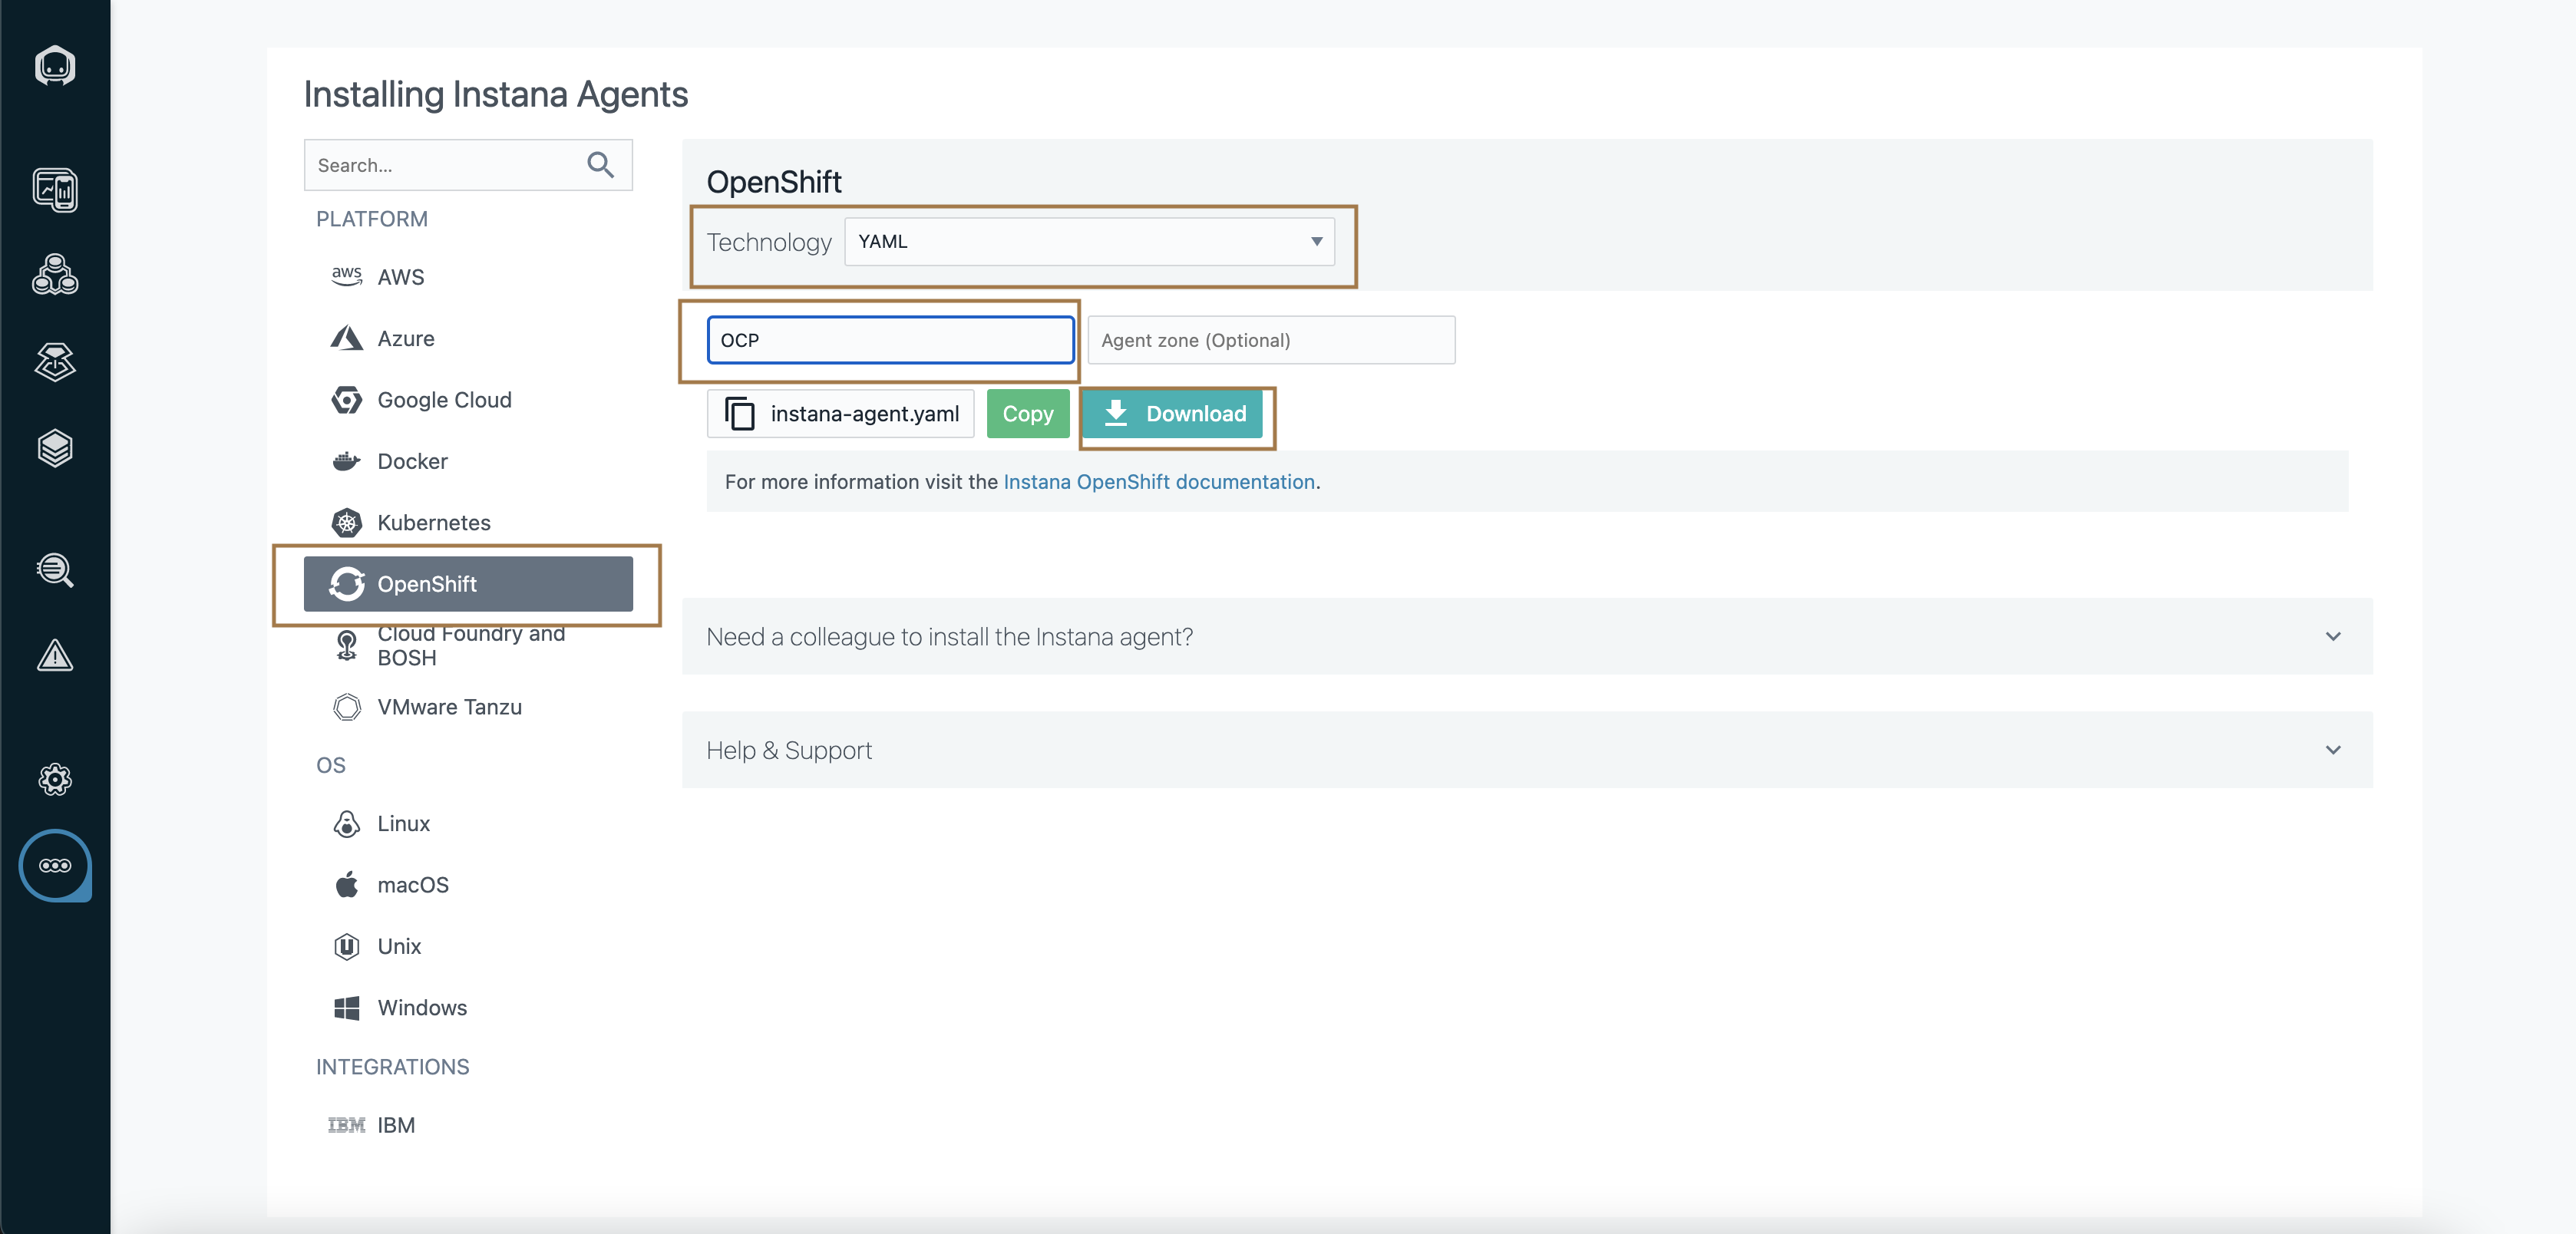 Installing Instana Agents
Search...
PLATFORM
aws AWS
Azure
Google Cloud
Docker
Kubernetes
OpenShift
Cloud Foundry and
BOSH
VMware Tanzu
OS
Linux
macOS
Unix
Windows
INTEGRATIONS
IBM IBM
OpenShift
Technology YAML
OCP Agent zone (Optional)
instana-agent.yaml Copy Download
For more information visit the Instana OpenShift documentation.
Need a colleague to install the Instana agent?
Help & Support